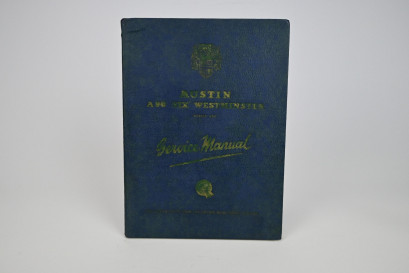 AUSTIN
A90 SIX WESTMINSTER
Service Manual